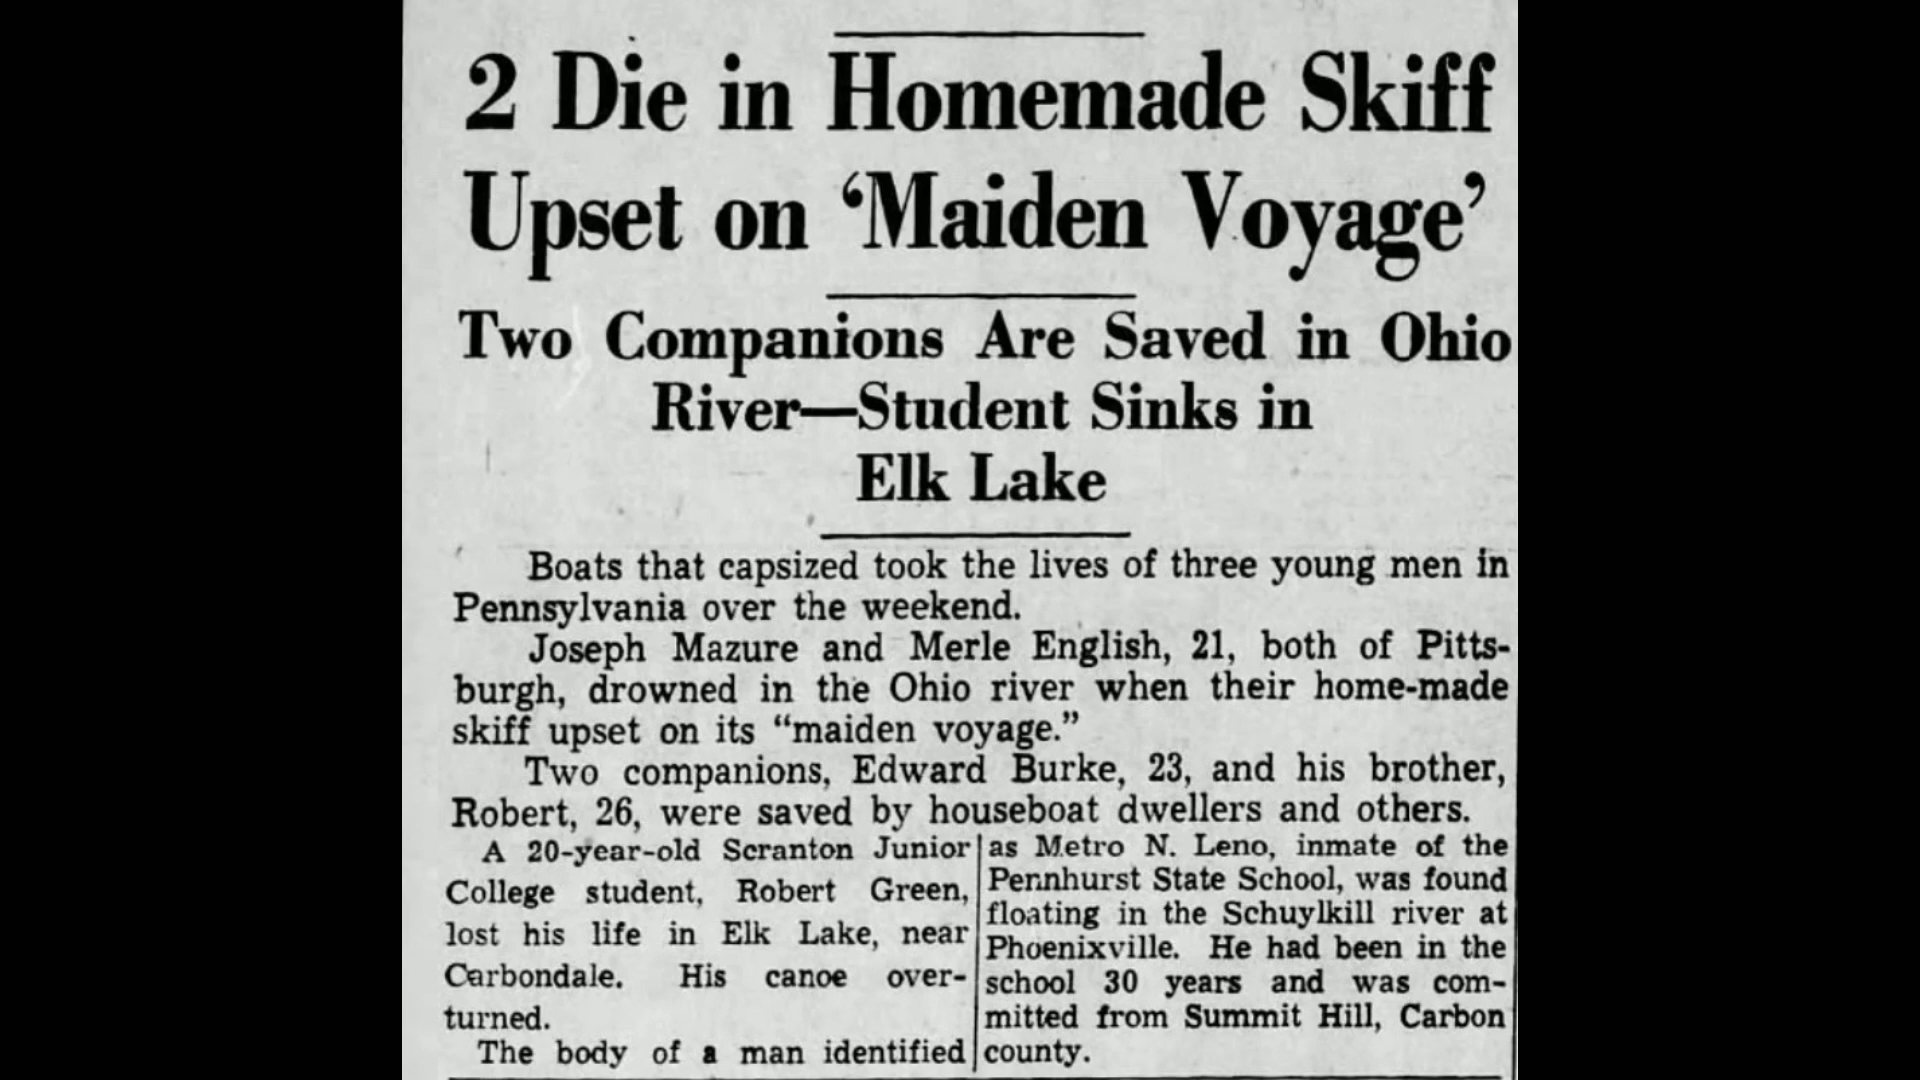 2 Die in Homemade Skiff
Upset on ‘Maiden Voyage’
Two Companions Are Saved in Ohio
River—Student Sinks in
Elk Lake
Boats that capsized took the lives of three young men in
Pennsylvania over the weekend.
Joseph Mazure and Merle English, 21, both of Pitts-
burgh, drowned in the Ohio river when their home-made
skiff upset on its “maiden voyage.”
Two companions, Edward Burke, 23, and his brother,
Robert, 26, were saved by houseboat dwellers and others.
A 20-year-old Scranton Junior
College student, Robert Green,
lost his life in Elk Lake, near
Carbondale. His canoe over-
turned.
The body of a man identified
as Metro N. Leno, inmate of the
Pennhurst State School, was found
floating in the Schuylkill river at
Phoenixville. He had been in the
school 30 years and was com-
mitted from Summit Hill, Carbon
county.